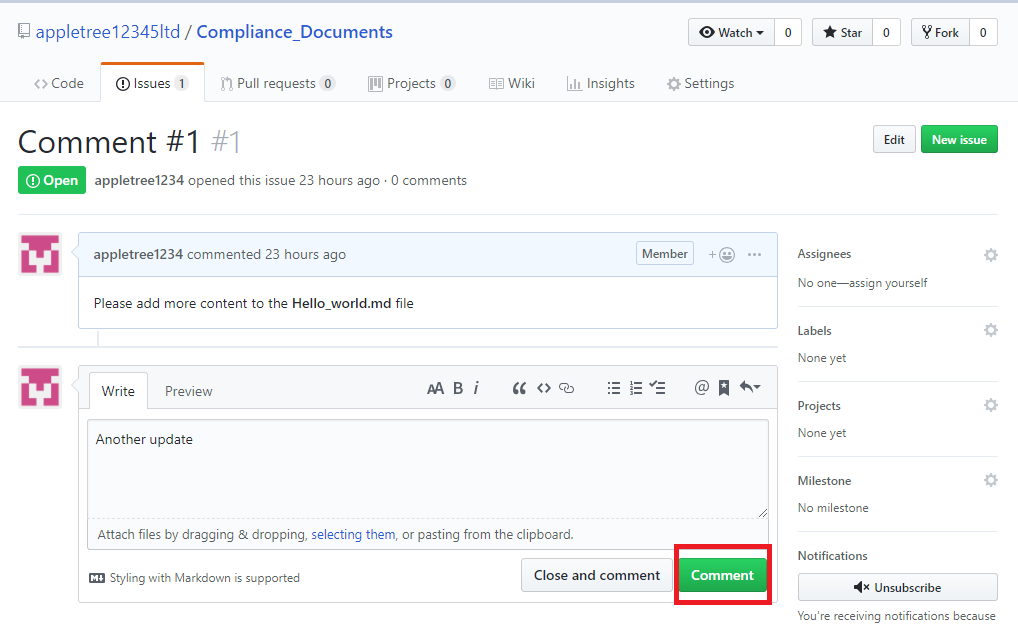 appletree12345ltd / Compliance_Documents
Watch 0 Star 0 Fork 0
Code Issues 1 Pull requests 0 Projects 0 Wiki Insights Settings
Comment #1 #1
Edit New issue
Open appletree1234 opened this issue 23 hours ago · 0 comments
appletree1234 commented 23 hours ago
Member
Please add more content to the Hello_world.md file
Write Preview
AA B i
Another update
Attach files by dragging & dropping, selecting them, or pasting from the clipboard.
Styling with Markdown is supported
Close and comment Comment
Assignees
No one—assign yourself
Labels
None yet
Projects
None yet
Milestone
No milestone
Notifications
Unsubscribe
You're receiving notifications because